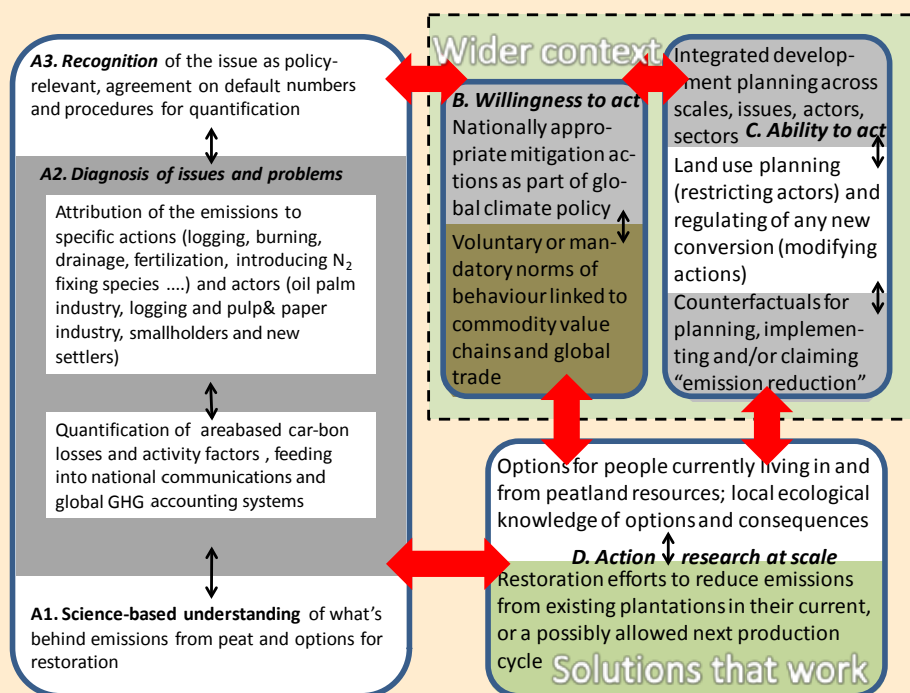 A3. Recognition of the issue as policy-
relevant, agreement on default numbers
and procedures for quantification
A2. Diagnosis of issues and problems
Attribution of the emissions to
specific actions (logging, burning,
drainage, fertilization, introducing N₂
fixing species ....) and actors (oil palm
industry, logging and pulp& paper
industry, smallholders and new
settlers)
Quantification of areabased car-bon
losses and activity factors , feeding
into national communications and
global GHG accounting systems
A1. Science-based understanding of what's
behind emissions from peat and options for
restoration
Wider context
B. Willingness to act
Nationally appro-
priate mitigation ac-
tions as part of glo-
bal climate policy
Voluntary or man-
datory norms of
behaviour linked to
commodity value
chains and global
trade
Integrated develop-
ment planning across
scales, issues, actors,
sectors C. Ability to act
Land use planning
(restricting actors) and
regulating of any new
conversion (modifying
actions)
Counterfactuals for
planning, implemen-
ting and/or claiming
“emission reduction”
Options for people currently living in and
from peatland resources; local ecological
knowledge of options and consequences
D. Action research at scale
Restoration efforts to reduce emissions
from existing plantations in their current,
or a possibly allowed next production
cycle
Solutions that work